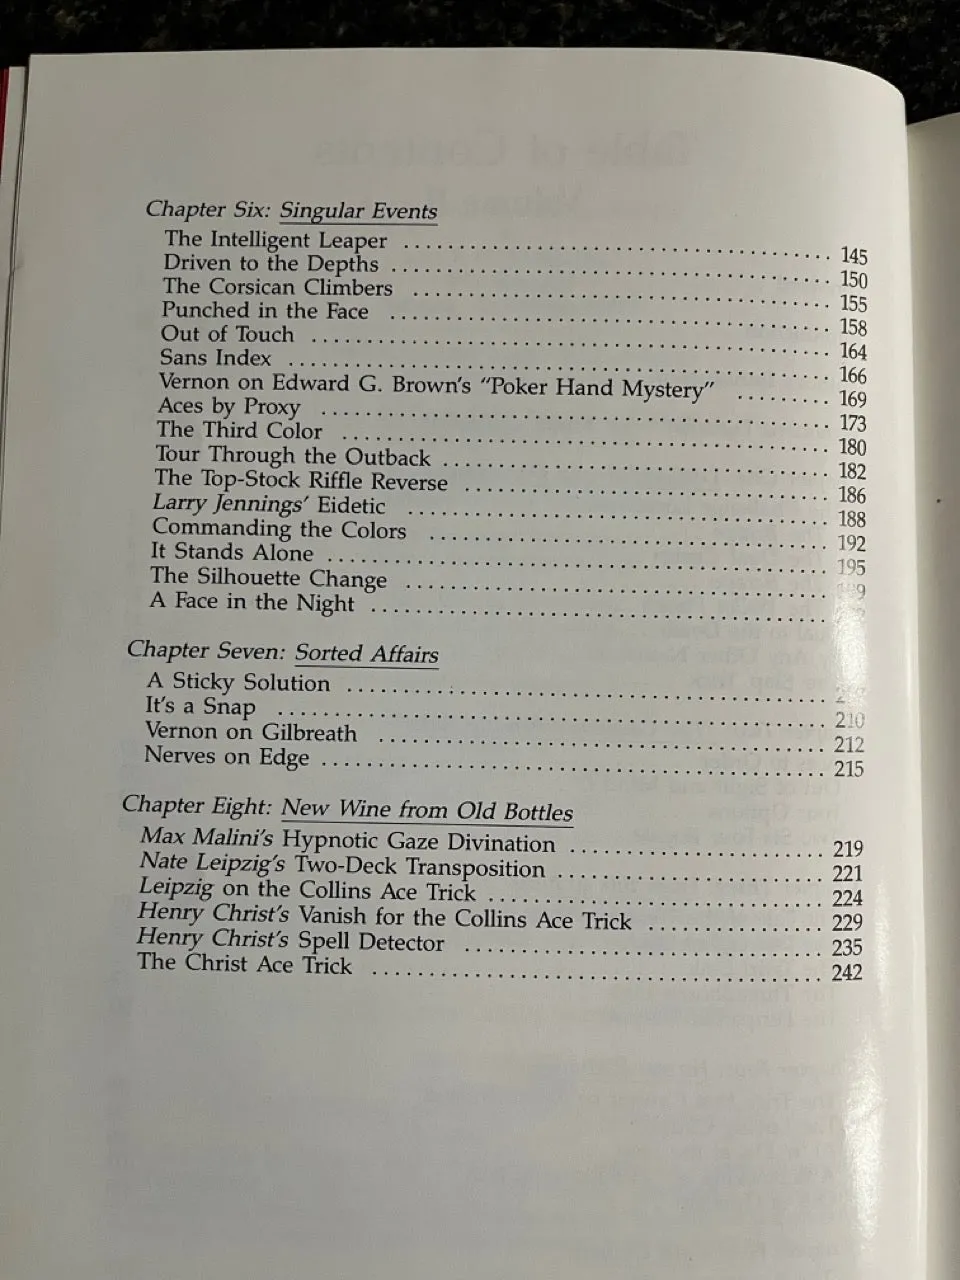 Chapter Six: Singular Events
The Intelligent Leaper ........................................ 145
Driven to the Depths ........................................ 150
The Corsican Climbers ........................................ 155
Punched in the Face ........................................ 158
Out of Touch ........................................ 164
Sans Index ........................................ 166
Vernon on Edward G. Brown's “Poker Hand Mystery” ......... 169
Aces by Proxy ........................................ 173
The Third Color ........................................ 180
Tour Through the Outback ........................................ 182
The Top-Stock Riffle Reverse ........................................ 186
Larry Jennings' Eidetic ........................................ 188
Commanding the Colors ........................................ 192
It Stands Alone ........................................ 195
The Silhouette Change ........................................
A Face in the Night ........................................
Chapter Seven: Sorted Affairs
A Sticky Solution ........................................
It's a Snap ........................................ 210
Vernon on Gilbreath ........................................ 212
Nerves on Edge ........................................ 215
Chapter Eight: New Wine from Old Bottles
Max Malini's Hypnotic Gaze Divination ........................ 219
Nate Leipzig's Two-Deck Transposition ........................ 221
Leipzig on the Collins Ace Trick ........................ 224
Henry Christ's Vanish for the Collins Ace Trick ................ 229
Henry Christ's Spell Detector ........................ 235
The Christ Ace Trick ........................................ 242